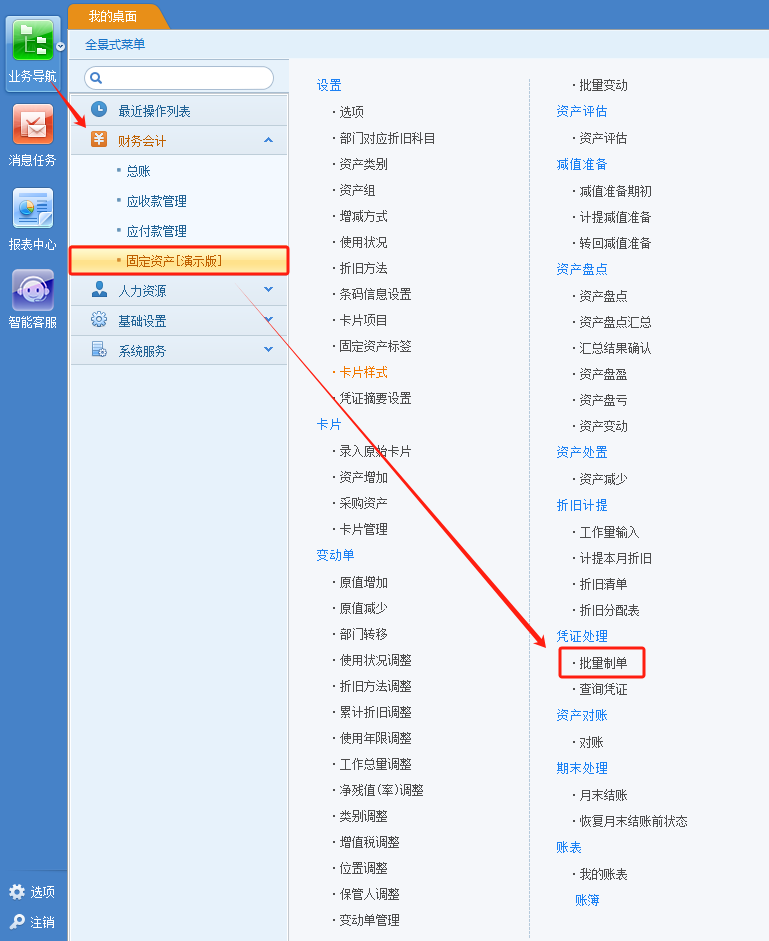 我的桌面
业务导航
消息任务
报表中心
智能客服
选项
注销
全景式菜单
最近操作列表
财务会计
总账
应收款管理
应付款管理
固定资产[演示版]
人力资源
基础设置
系统服务
设置
·选项
·部门对应折旧科目
·资产类别
·资产组
·增减方式
·使用状况
·折旧方法
·条码信息设置
·卡片项目
·固定资产标签
·卡片样式
·凭证摘要设置
卡片
·录入原始卡片
·资产增加
·采购资产
·卡片管理
变动单
·原值增加
·原值减少
·部门转移
·使用状况调整
·折旧方法调整
·累计折旧调整
·使用年限调整
·工作总量调整
·净残值(率)调整
·类别调整
·增值税调整
·位置调整
·保管人调整
·变动单管理
·批量变动
资产评估
·资产评估
减值准备
·减值准备期初
·计提减值准备
·转回减值准备
资产盘点
·资产盘点
·资产盘点汇总
·汇总结果确认
·资产盘盈
·资产盘亏
·资产变动
资产处置
·资产减少
折旧计提
·工作量输入
·计提本月折旧
·折旧清单
·折旧分配表
凭证处理
·批量制单
·查询凭证
资产对账
·对账
期末处理
·月末结账
·恢复月末结账前状态
账表
·我的账表
账簿